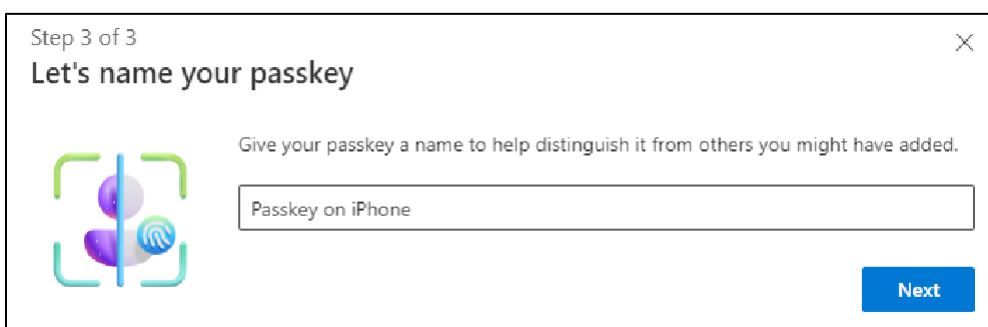 Step 3 of 3
Let's name your passkey
Give your passkey a name to help distinguish it from others you might have added.
Passkey on iPhone
Next